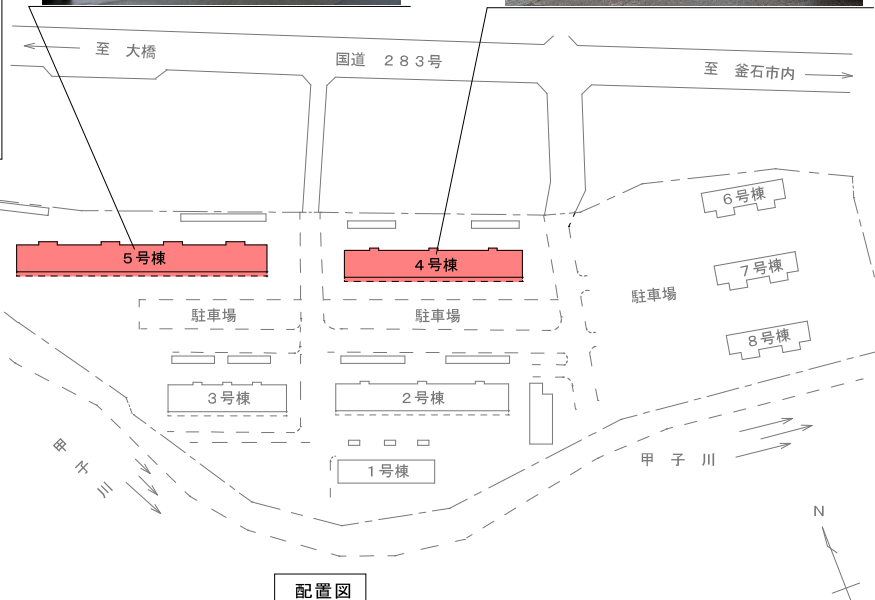 至　大橋
国道　２８３号
至　釜石市内
６号棟
５号棟
４号棟
７号棟
駐車場
駐車場
駐車場
８号棟
３号棟
２号棟
１号棟
甲子川
甲　子　川
N
配置図